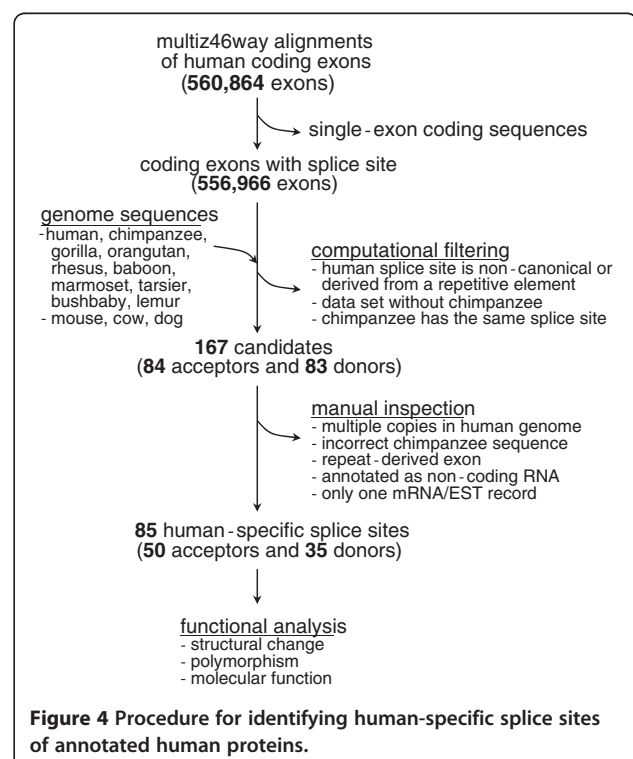 multiz46way alignments
of human coding exons
(560,864 exons)
single-exon coding sequences
coding exons with splice site
(556,966 exons)
genome sequences
-human, chimpanzee,
gorilla, orangutan,
rhesus, baboon,
marmoset, tarsier,
bushbaby, lemur
- mouse, cow, dog
computational filtering
- human splice site is non-canonical or
derived from a repetitive element
- data set without chimpanzee
- chimpanzee has the same splice site
167 candidates
(84 acceptors and 83 donors)
manual inspection
- multiple copies in human genome
- incorrect chimpanzee sequence
- repeat-derived exon
- annotated as non-coding RNA
- only one mRNA/EST record
85 human-specific splice sites
(50 acceptors and 35 donors)
functional analysis
- structural change
- polymorphism
- molecular function
Figure 4 Procedure for identifying human-specific splice sites
of annotated human proteins.